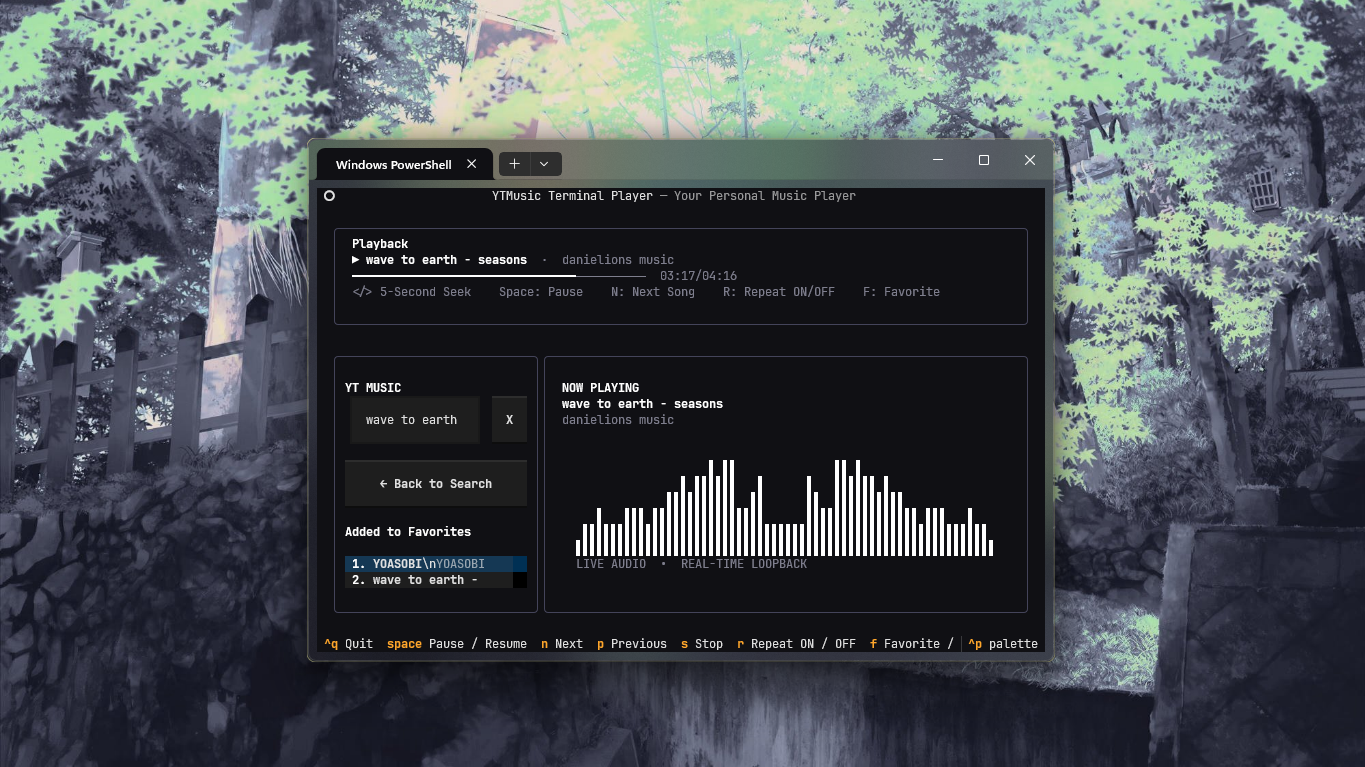 Windows PowerShell
YTMusic Terminal Player — Your Personal Music Player
Playback
▶ wave to earth - seasons · danielions music
03:17/04:16
</> 5-Second Seek Space: Pause N: Next Song R: Repeat ON/OFF F: Favorite
YT MUSIC
wave to earth
X
← Back to Search
Added to Favorites
1. YOASOBI\nYOASOBI
2. wave to earth -
NOW PLAYING
wave to earth - seasons
danielions music
LIVE AUDIO • REAL-TIME LOOPBACK
^q Quit space Pause / Resume n Next p Previous s Stop r Repeat ON / OFF f Favorite / ^p palette